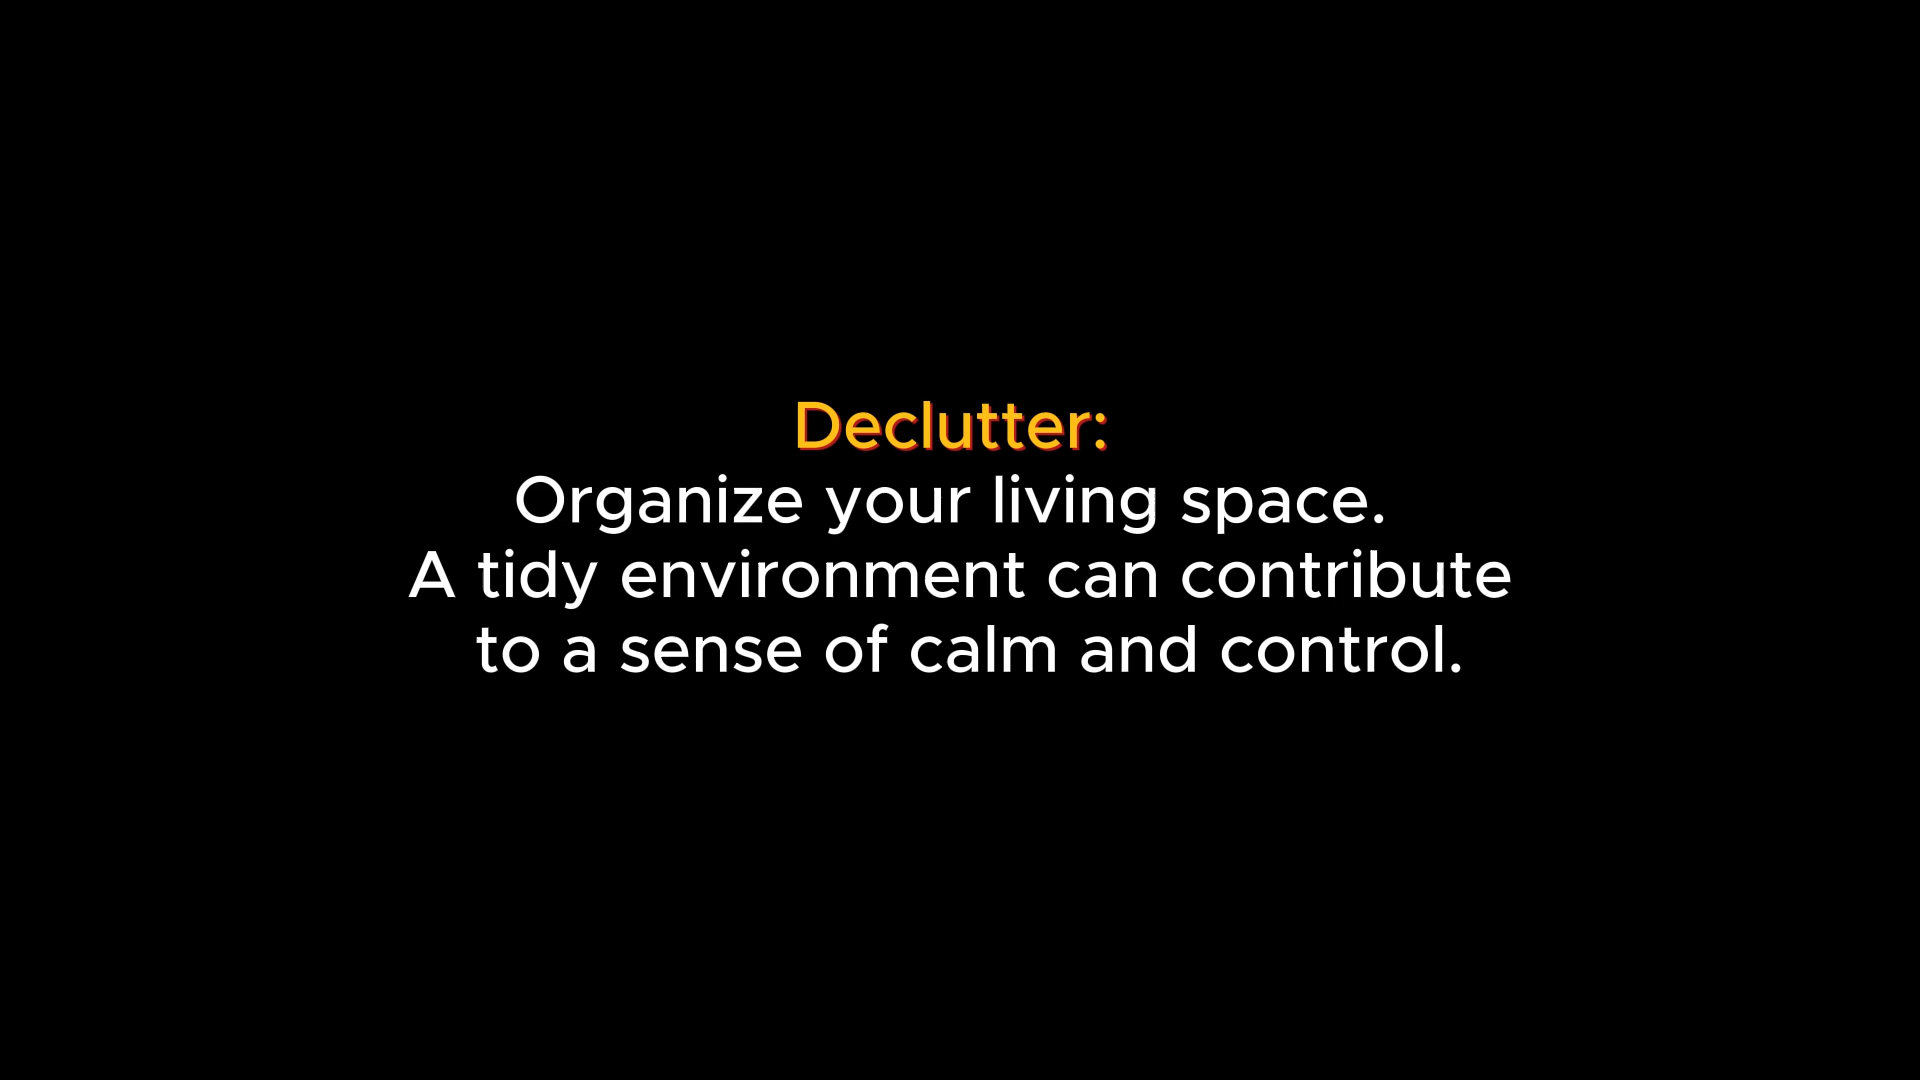 Declutter:
Organize your living space.
A tidy environment can contribute
to a sense of calm and control.